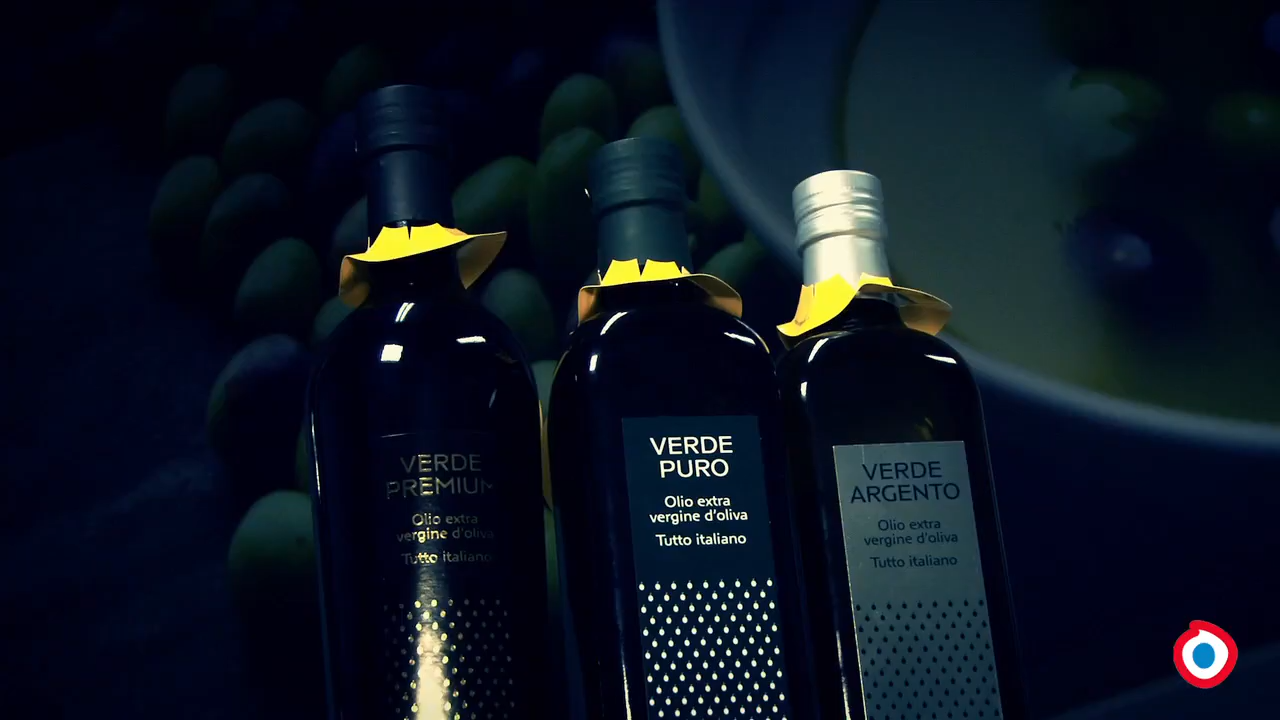 VERDE
PREMIUM
Olio extra
vergine d'oliva
Tutto italiano
VERDE
PURO
Olio extra
vergine d'oliva
Tutto italiano
VERDE
ARGENTO
Olio extra
vergine d'oliva
Tutto italiano